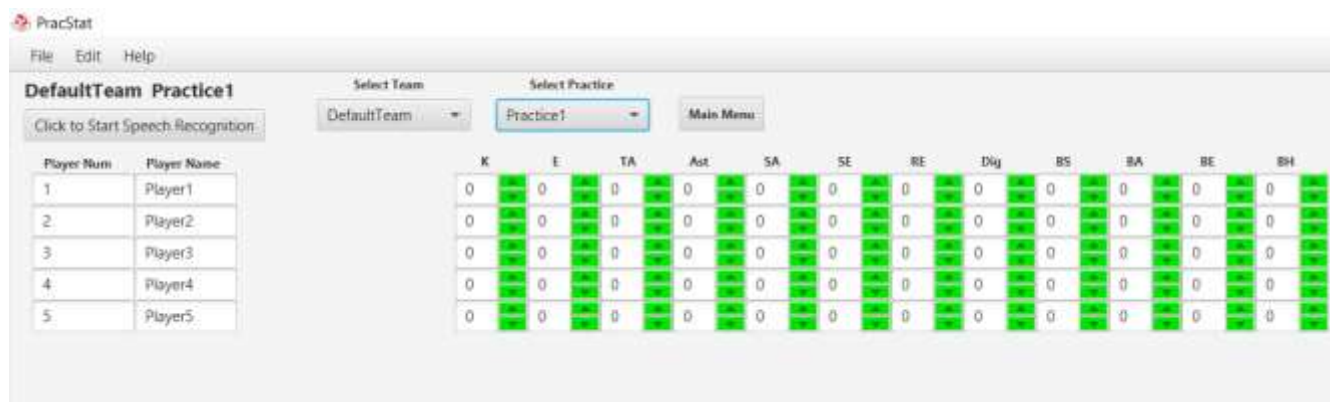 PracStat
File Edit Help
DefaultTeam Practice1
Select Team
Select Practice
Click to Start Speech Recognition
DefaultTeam
Practice1
Main Menu
Player Num Player Name K E TA Ast SA SE RE Dig BS BA BE BH
1 Player1 0 0 0 0 0 0 0 0 0 0 0 0
2 Player2 0 0 0 0 0 0 0 0 0 0 0 0
3 Player3 0 0 0 0 0 0 0 0 0 0 0 0
4 Player4 0 0 0 0 0 0 0 0 0 0 0 0
5 Player5 0 0 0 0 0 0 0 0 0 0 0 0